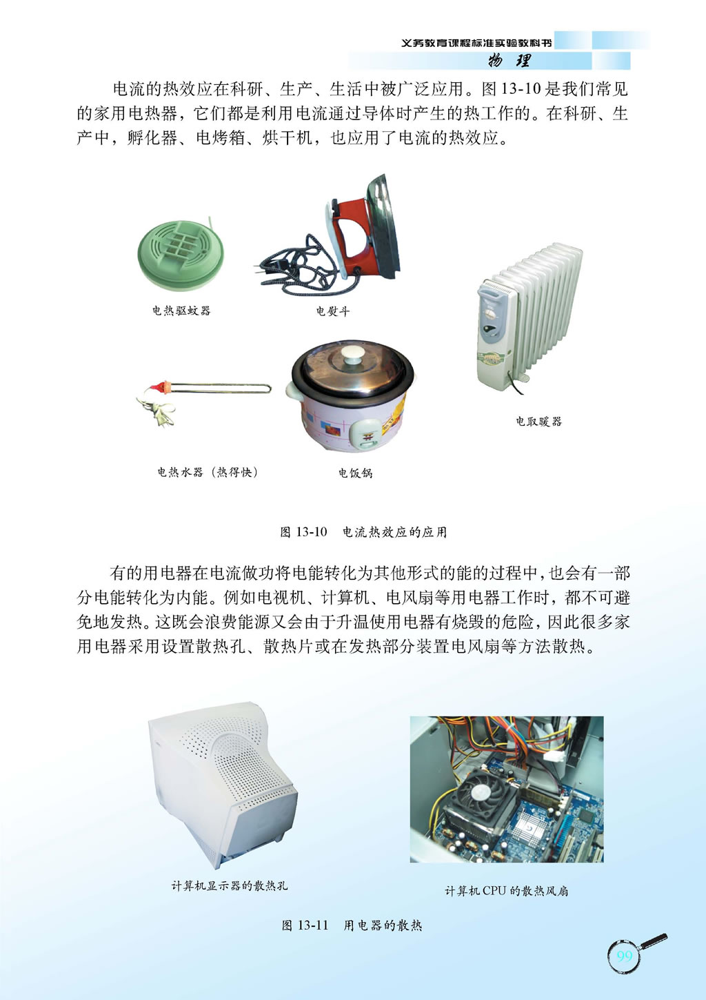 义务教育课程标准实验教科书
物 理
电流的热效应在科研、生产、生活中被广泛应用。图 13-10 是我们常见
的家用电热器，它们都是利用电流通过导体时产生的热工作的。在科研、生
产中，孵化器、电烤箱、烘干机，也应用了电流的热效应。
电热驱蚊器
电熨斗
电取暖器
电热水器（热得快）
电饭锅
图 13-10 电流热效应的应用
有的用电器在电流做功将电能转化为其他形式的能的过程中，也会有一部
分电能转化为内能。例如电视机、计算机、电风扇等用电器工作时，都不可避
免地发热。这既会浪费能源又会由于升温使用电器有烧毁的危险，因此很多家
用电器采用设置散热孔、散热片或在发热部分装置电风扇等方法散热。
计算机显示器的散热孔
计算机 CPU 的散热风扇
图 13-11 用电器的散热
99